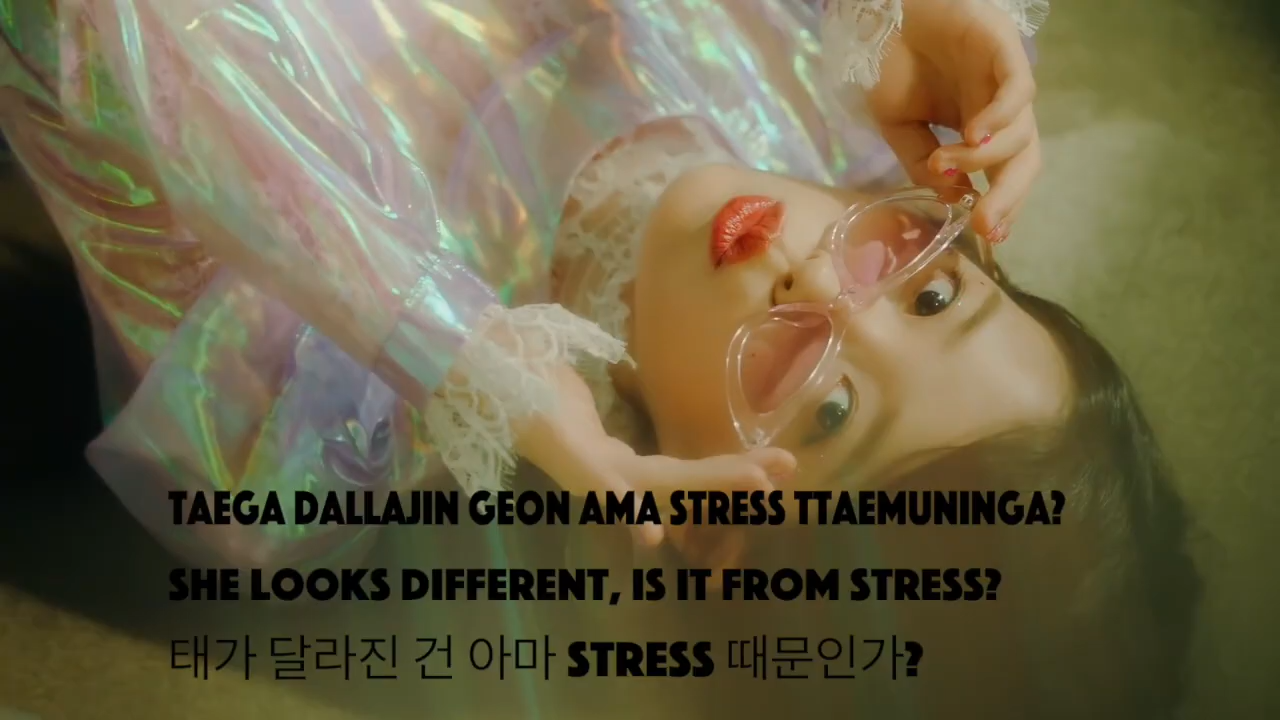 TAEGA DALLAJIN GEON AMA STRESS TTAEMUNINGA?
SHE LOOKS DIFFERENT, IS IT FROM STRESS?
태가 달라진 건 아마 STRESS 때문인가?